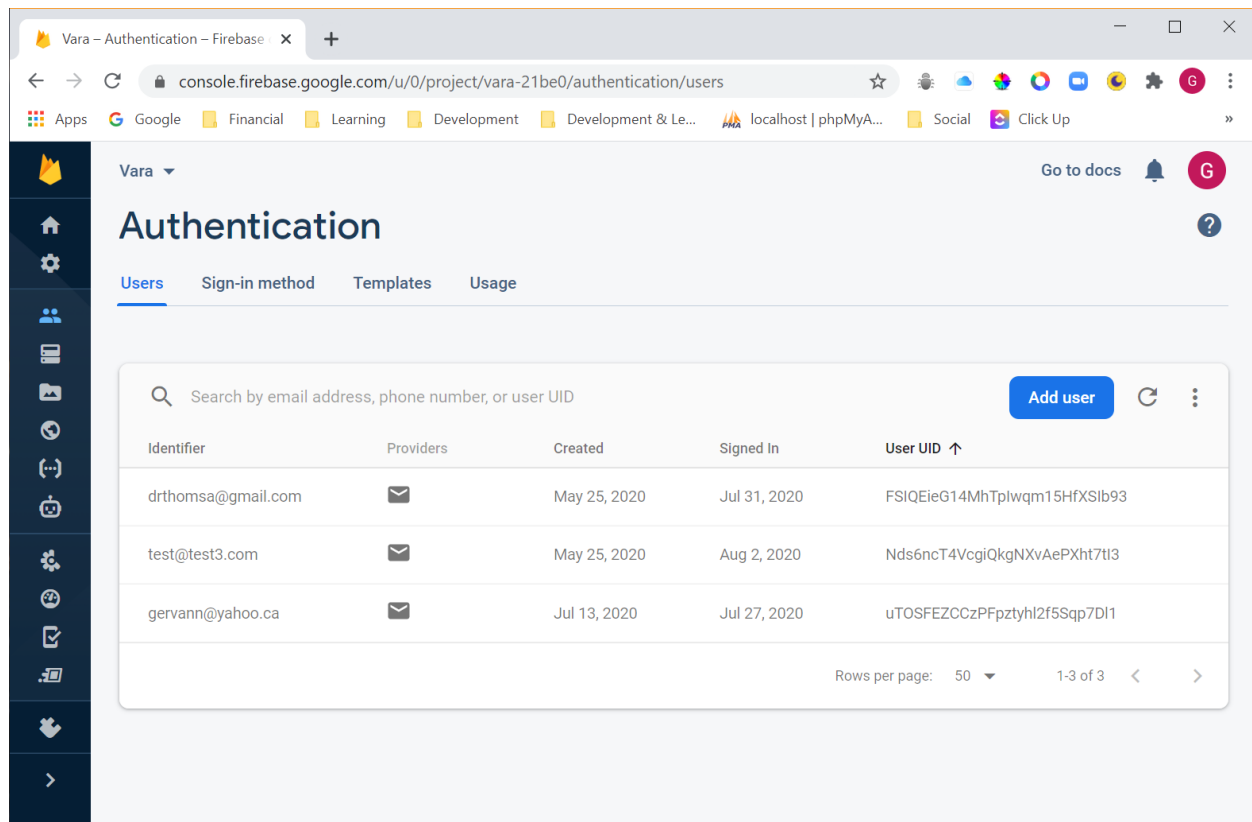 Vara – Authentication – Firebase
console.firebase.google.com/u/0/project/vara-21be0/authentication/users
G
Apps Google Financial Learning Development Development & Le... PMA localhost | phpMyA... Social Click Up »
Vara Go to docs G
Authentication ?
Users Sign-in method Templates Usage
Search by email address, phone number, or user UID Add user
Identifier Providers Created Signed In User UID
drthomsa@gmail.com May 25, 2020 Jul 31, 2020 FSIQEieG14MhTpIwqm15HfXSIb93
test@test3.com May 25, 2020 Aug 2, 2020 Nds6ncT4VcgiQkgNXvAePXht7tI3
gervann@yahoo.ca Jul 13, 2020 Jul 27, 2020 uTOSFEZCCzPFpztyhl2f5Sqp7Dl1
Rows per page: 50 1-3 of 3